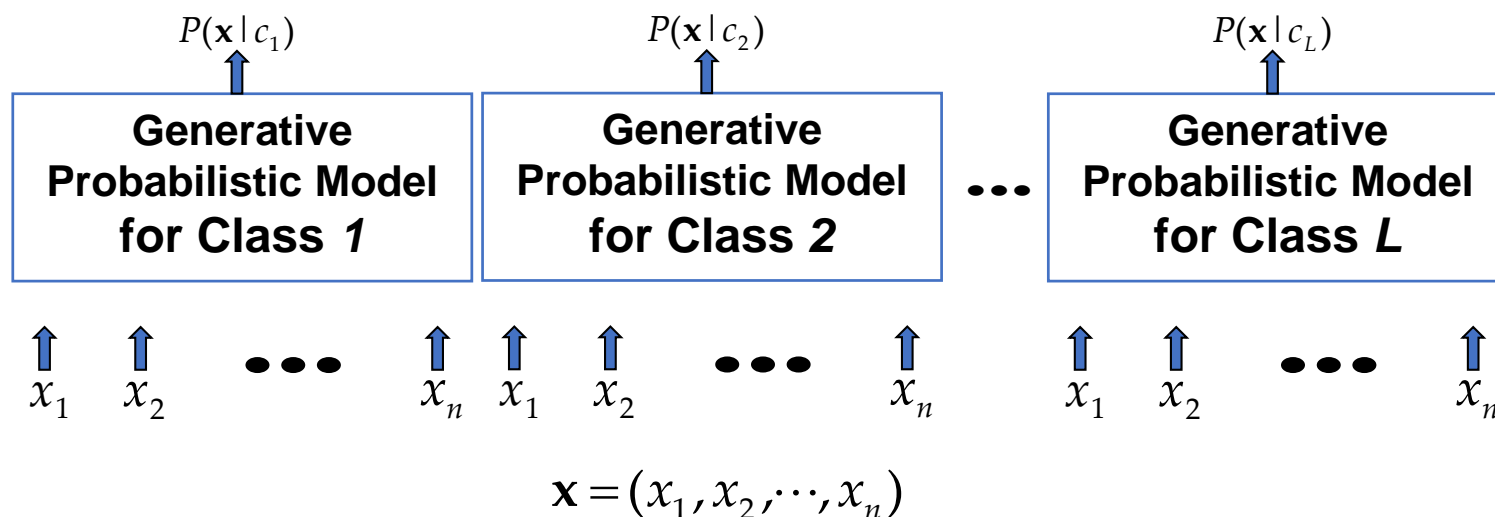 P(x | c₁) P(x | c₂) P(x | c_L)
Generative Generative Generative
Probabilistic Model Probabilistic Model ••• Probabilistic Model
for Class 1 for Class 2 for Class L
x₁ x₂ ••• xₙ x₁ x₂ ••• xₙ x₁ x₂ ••• xₙ
x = (x₁, x₂, ⋯, xₙ)